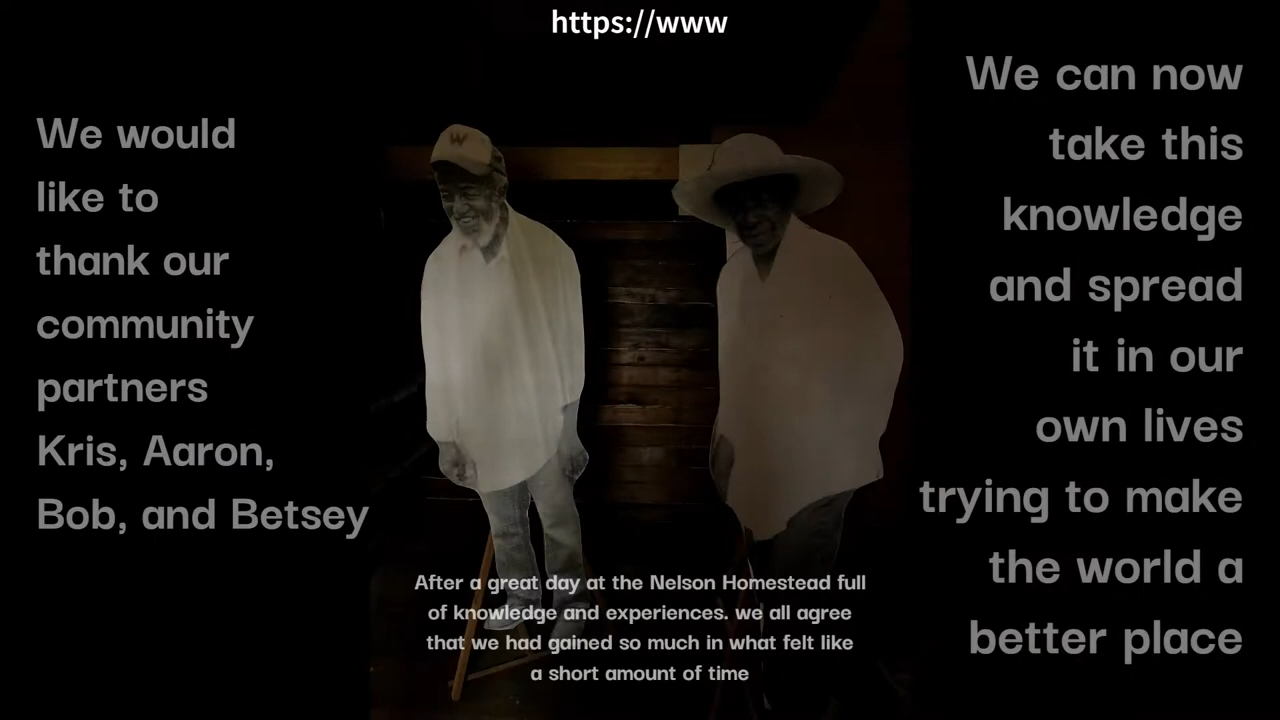 https://www
We would
like to
thank our
community
partners
Kris, Aaron,
Bob, and Betsey
We can now
take this
knowledge
and spread
it in our
own lives
trying to make
the world a
better place
W
After a great day at the Nelson Homestead full
of knowledge and experiences. we all agree
that we had gained so much in what felt like
a short amount of time